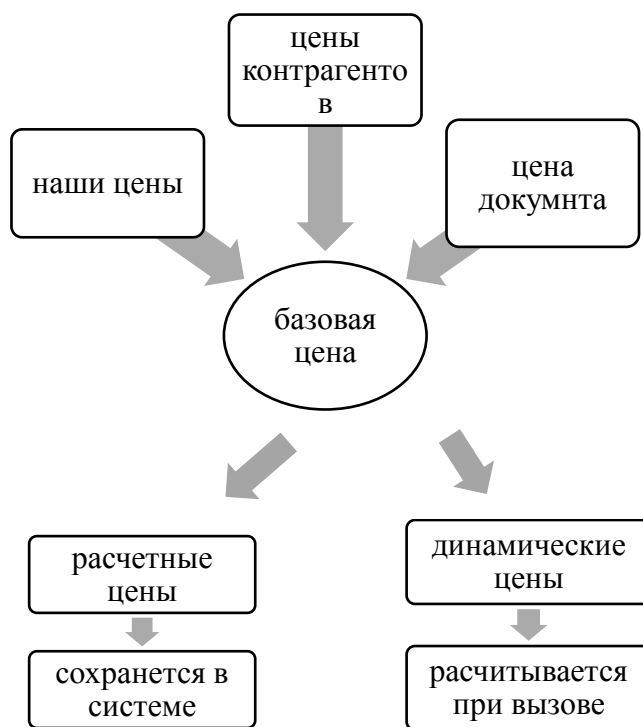 цены
контрагенто
в
наши цены
цена
докумнта
базовая
цена
расчетные
цены
динамические
цены
сохранется в
системе
расчитывается
при вызове